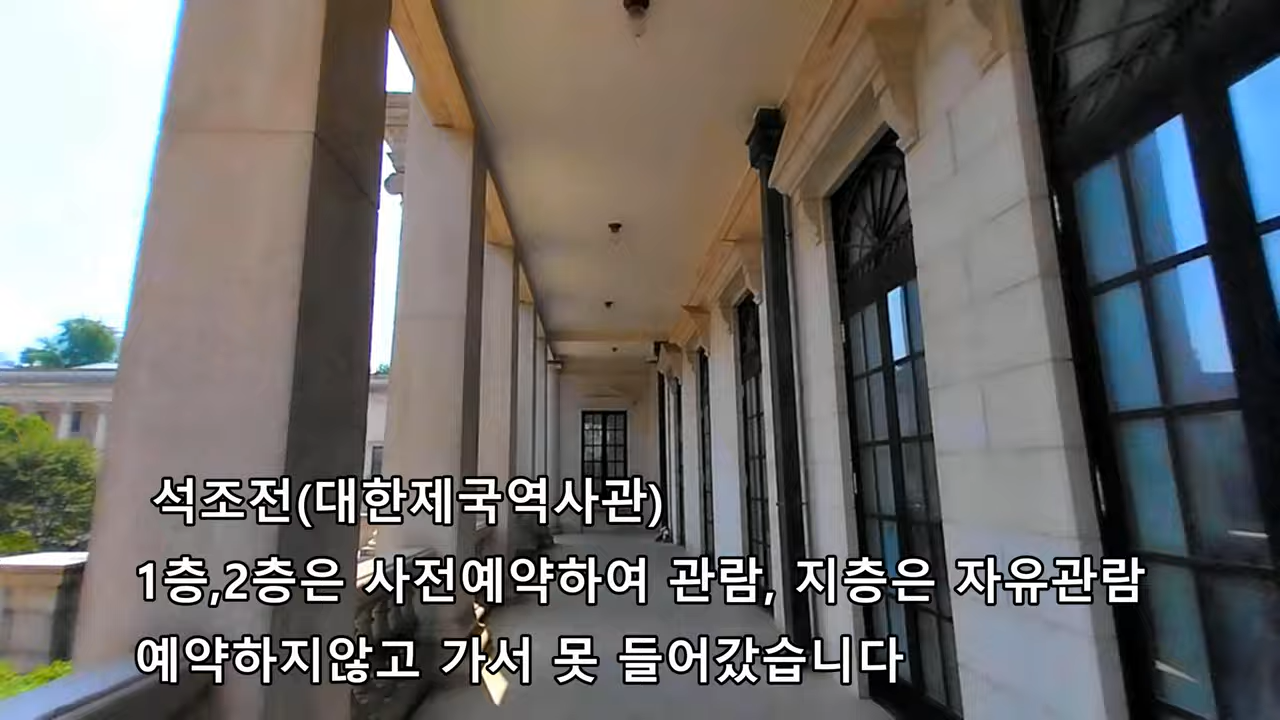 석조전(대한제국역사관)
1층,2층은 사전예약하여 관람, 지층은 자유관람
예약하지않고 가서 못 들어갔습니다